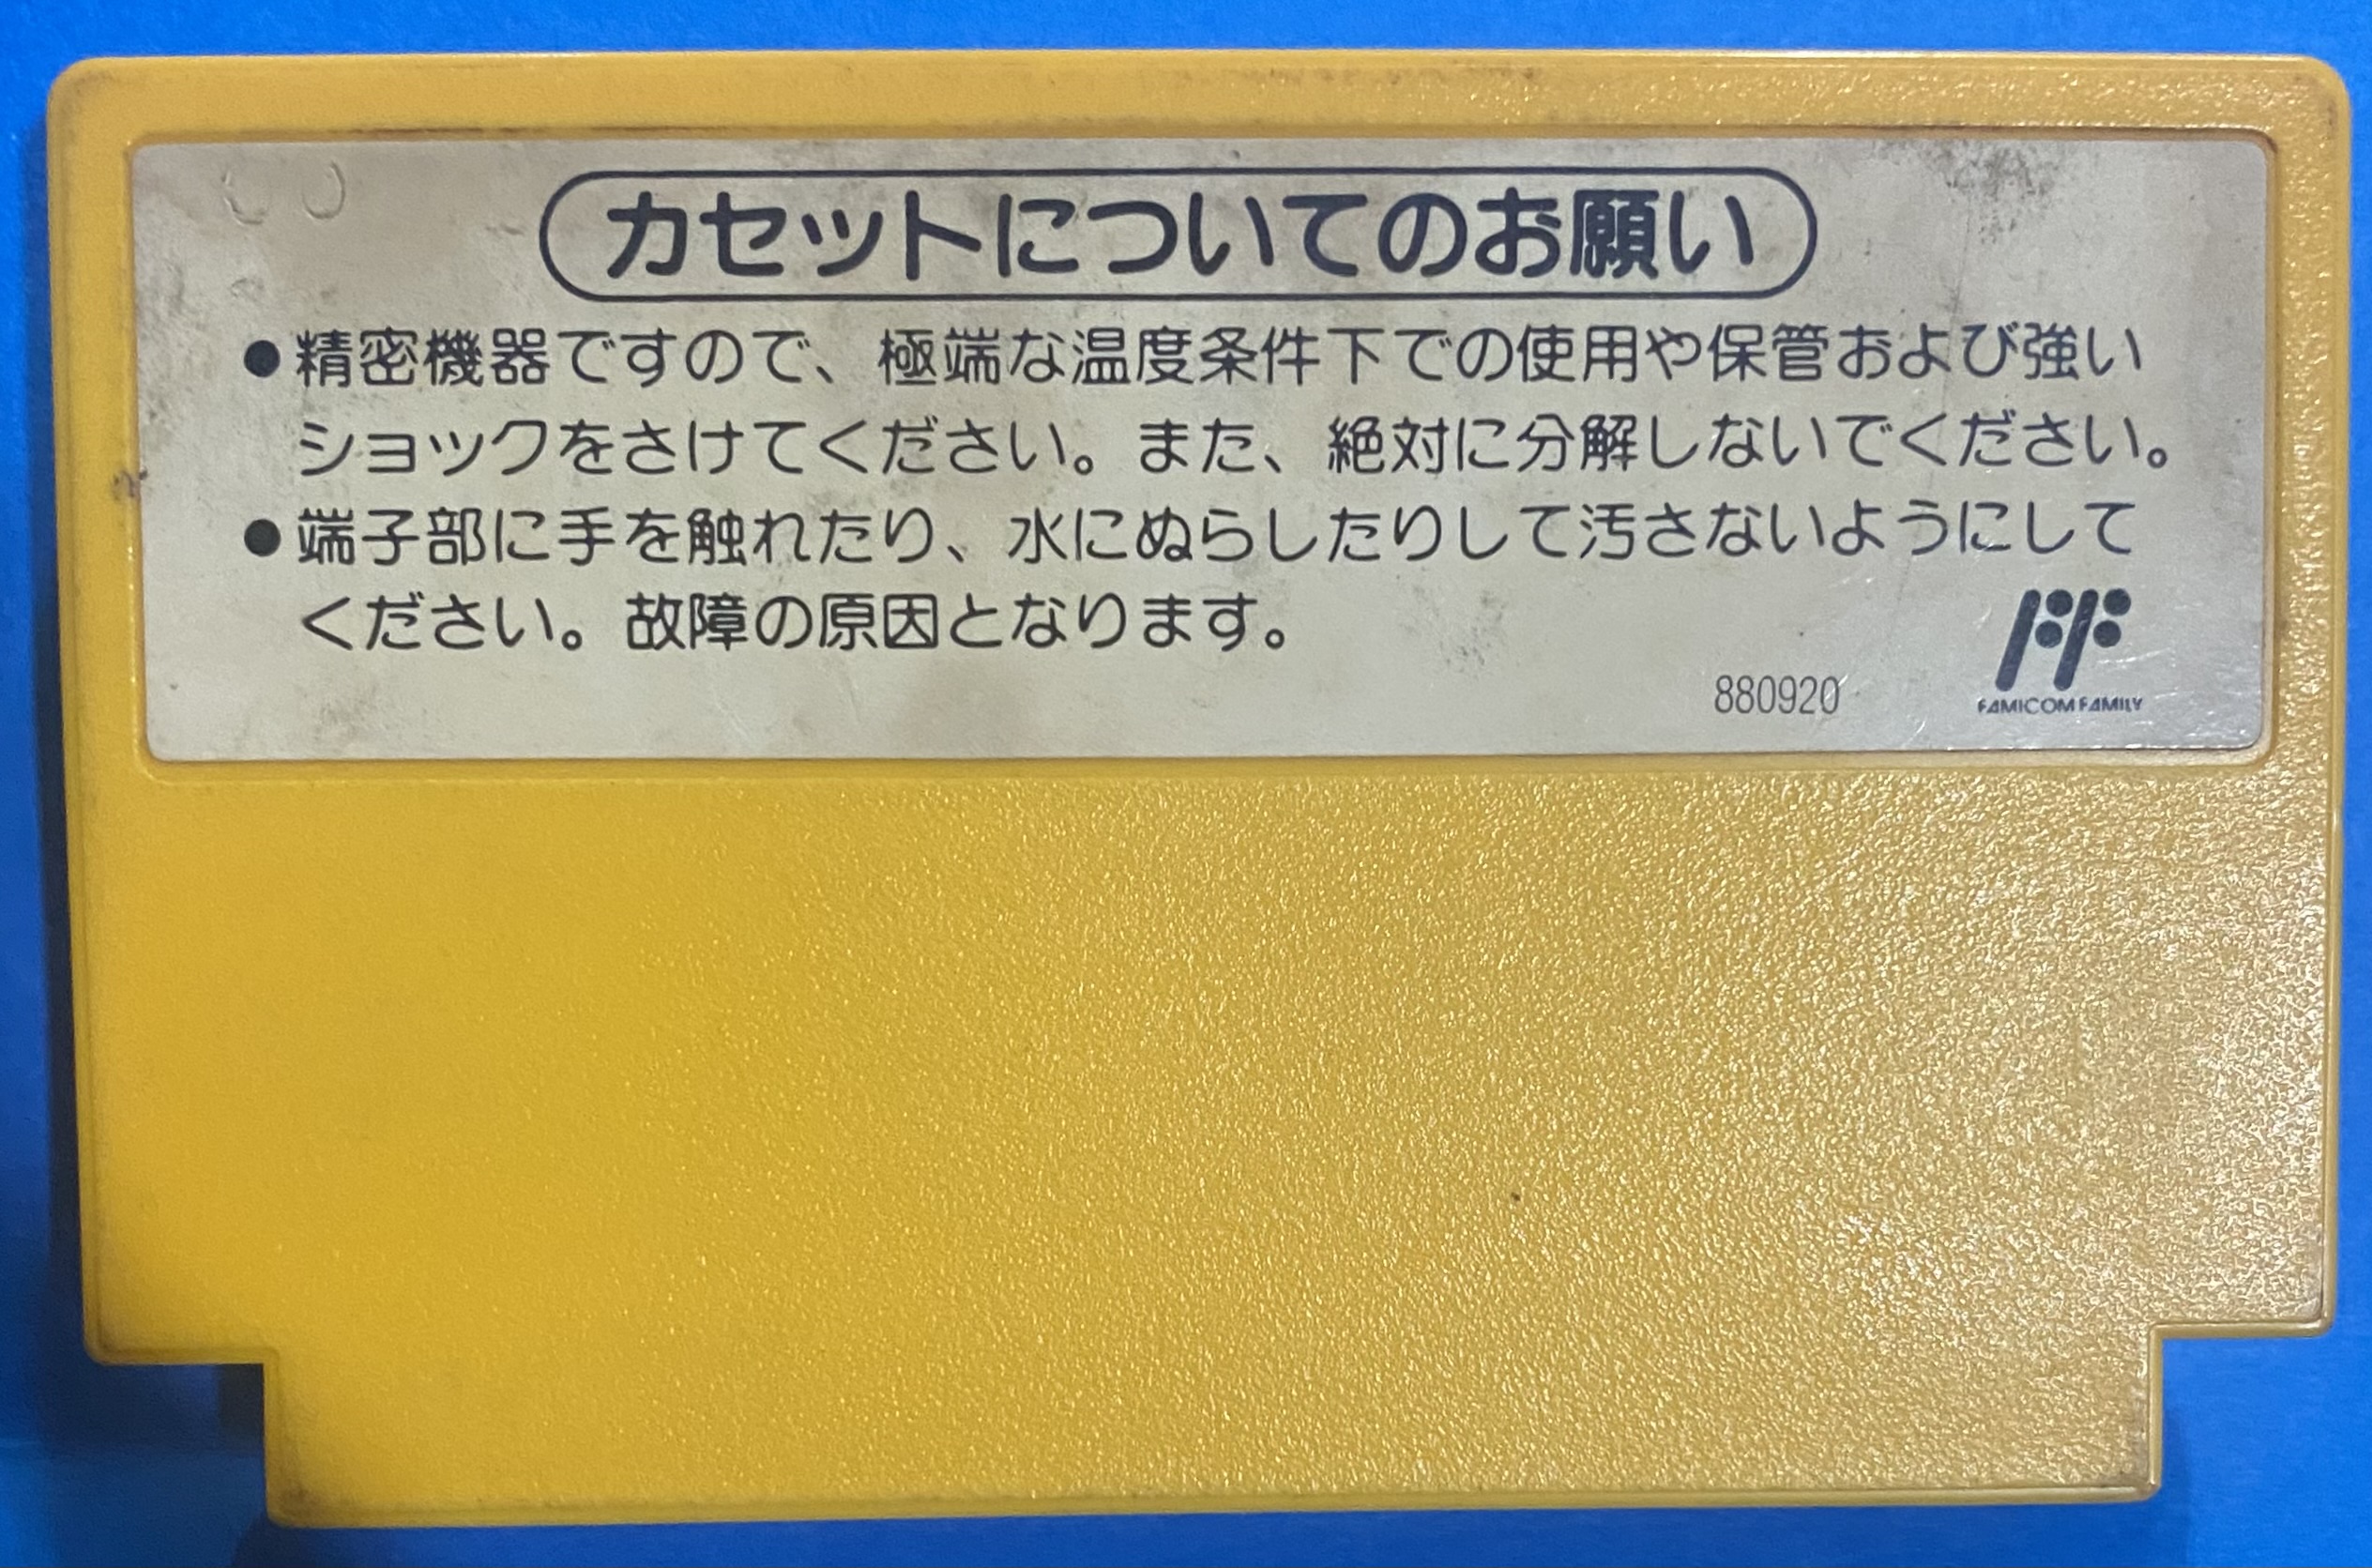 カセットについてのお願い
●精密機器ですので、極端な温度条件下での使用や保管および強い
ショックをさけてください。また、絶対に分解しないでください。
●端子部に手を触れたり、水にぬらしたりして汚さないようにして
ください。故障の原因となります。
880920
FAMICOM FAMILY